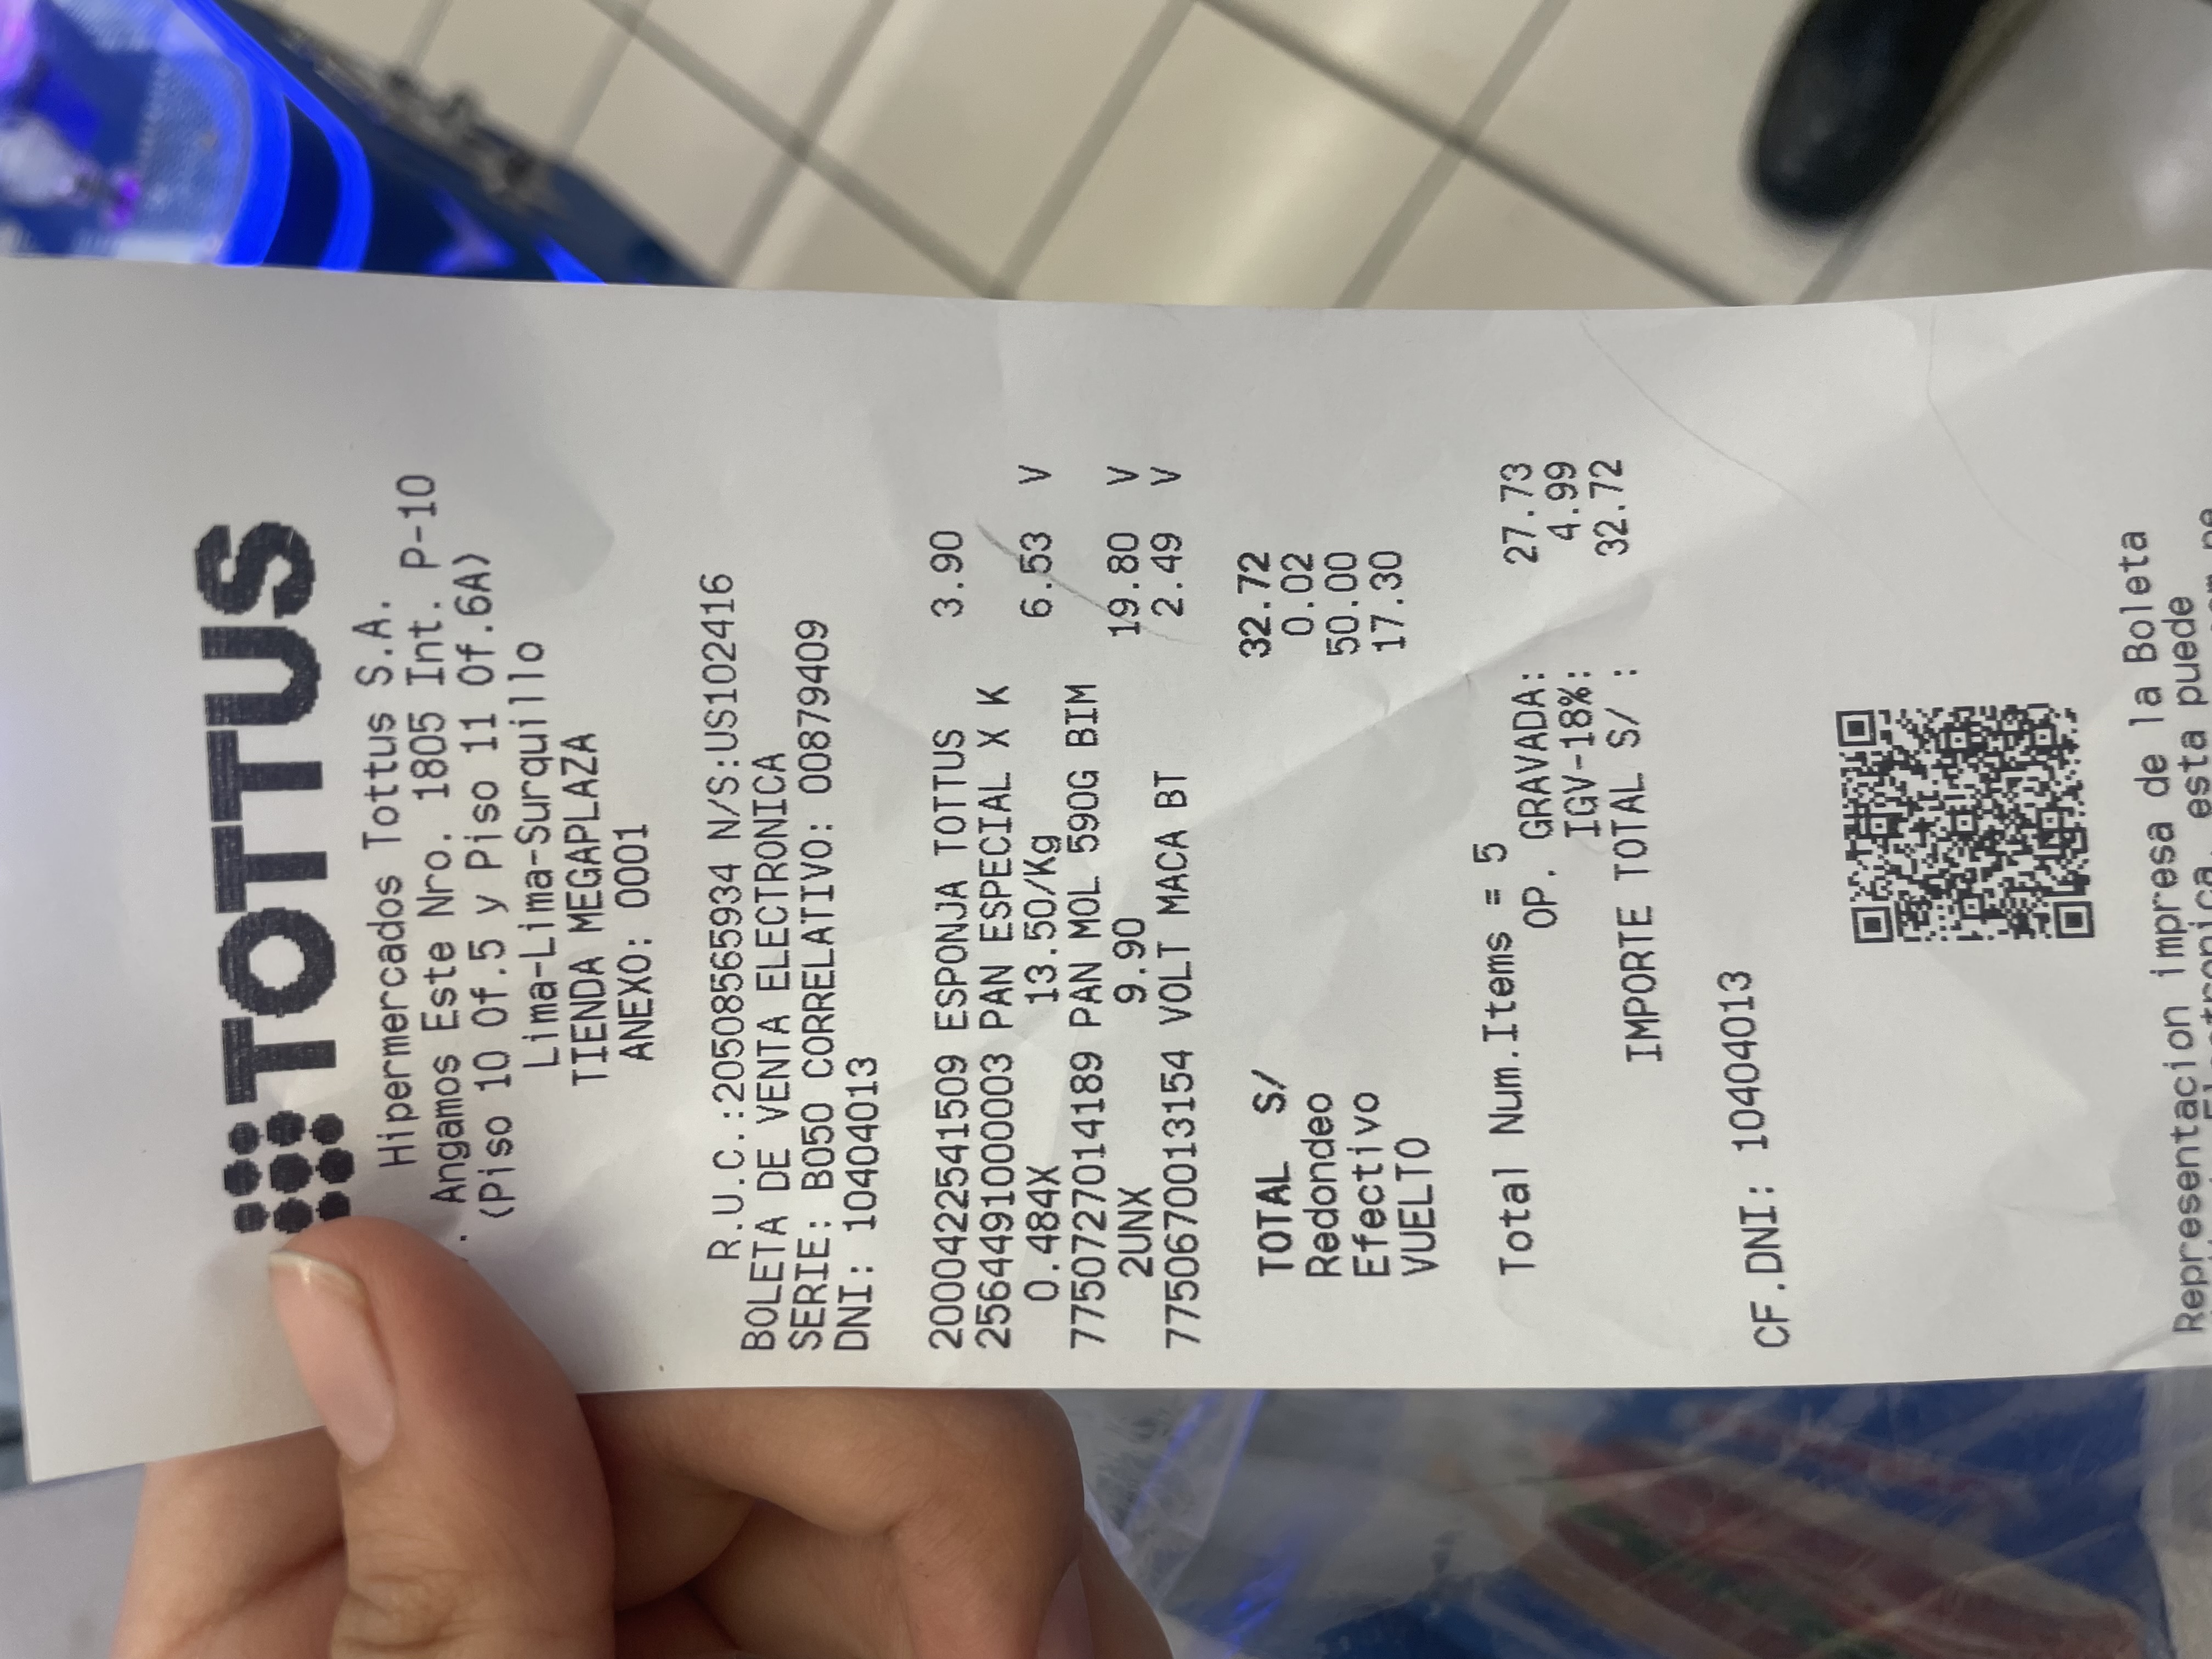 TOTTUS
Hipermercados Tottus S.A.
. Angamos Este Nro. 1805 Int. P-10
(Piso 10 Of.5 y Piso 11 Of.6A)
Lima-Lima-Surquillo
TIENDA MEGAPLAZA
ANEXO: 0001
R.U.C.:20508565934 N/S:US102416
BOLETA DE VENTA ELECTRONICA
SERIE: B050 CORRELATIVO: 00879409
DNI: 10404013
2000422541509 ESPONJA TOTTUS 3.90
2564491000003 PAN ESPECIAL X K
0.484X 13.50/Kg 6.53 V
7750727014189 PAN MOL 590G BIM
2UNX 9.90 19.80 V
7750670013154 VOLT MACA BT 2.49 V
TOTAL S/ 32.72
Redondeo 0.02
Efectivo 50.00
VUELTO 17.30
Total Num.Items = 5
OP. GRAVADA: 27.73
IGV-18%: 4.99
IMPORTE TOTAL S/ : 32.72
CF.DNI: 10404013
Representacion impresa de la Boleta
Electronica, esta puede